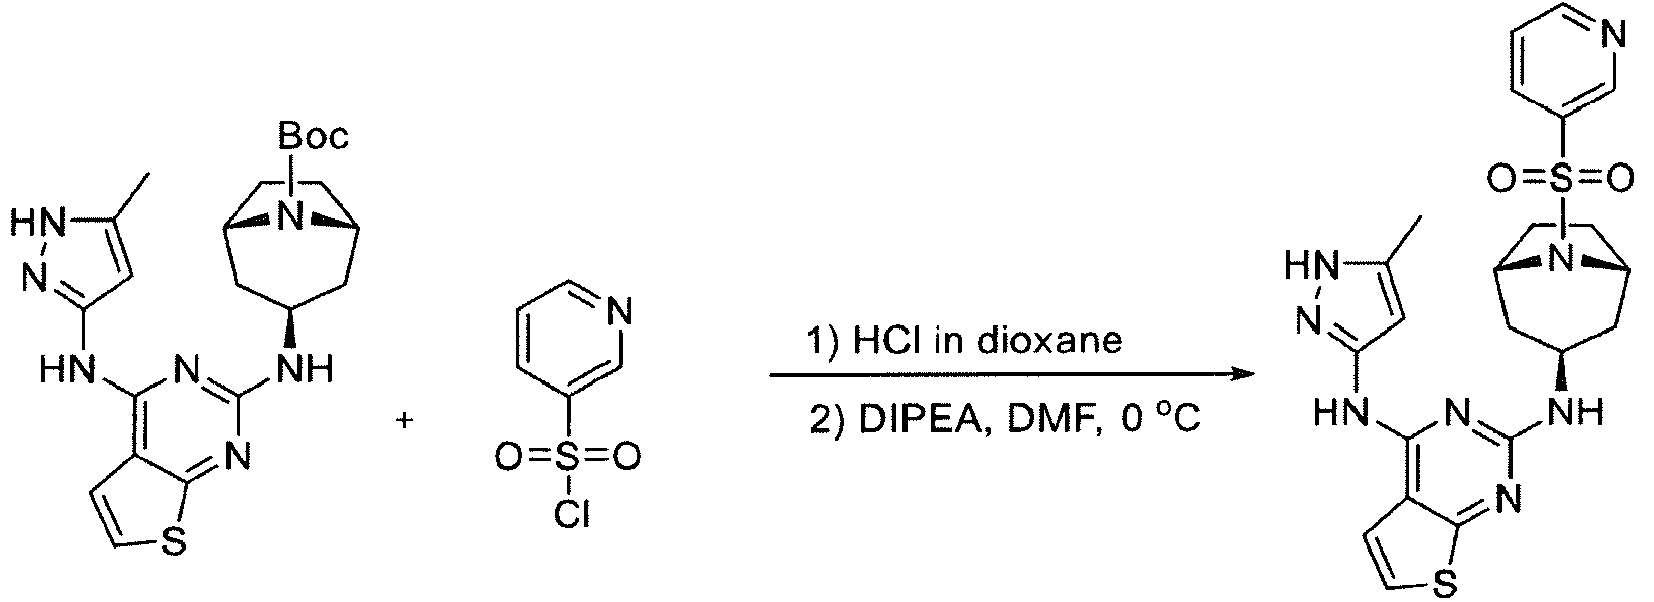 Boc
N
HN
N
HN
N
NH
N
S
+
N
O=S=O
Cl
1) HCl in dioxane
2) DIPEA, DMF, 0 °C
N
O=S=O
N
HN
N
HN
N
NH
N
S